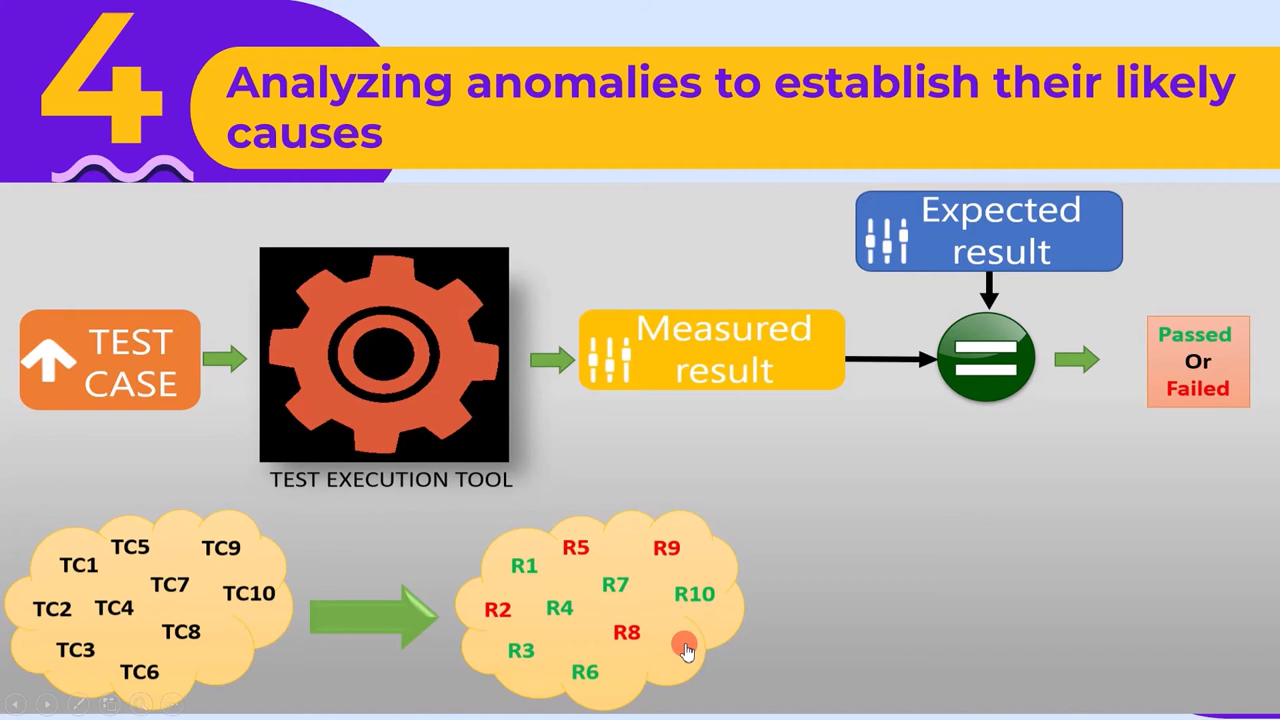 4
Analyzing anomalies to establish their likely
causes
Expected
result
TEST
CASE
Measured
result
Passed
Or
Failed
TEST EXECUTION TOOL
TC5
TC9
TC1
TC7
TC10
TC2
TC4
TC8
TC3
TC6
R5
R9
R1
R7
R10
R2
R4
R8
R3
R6